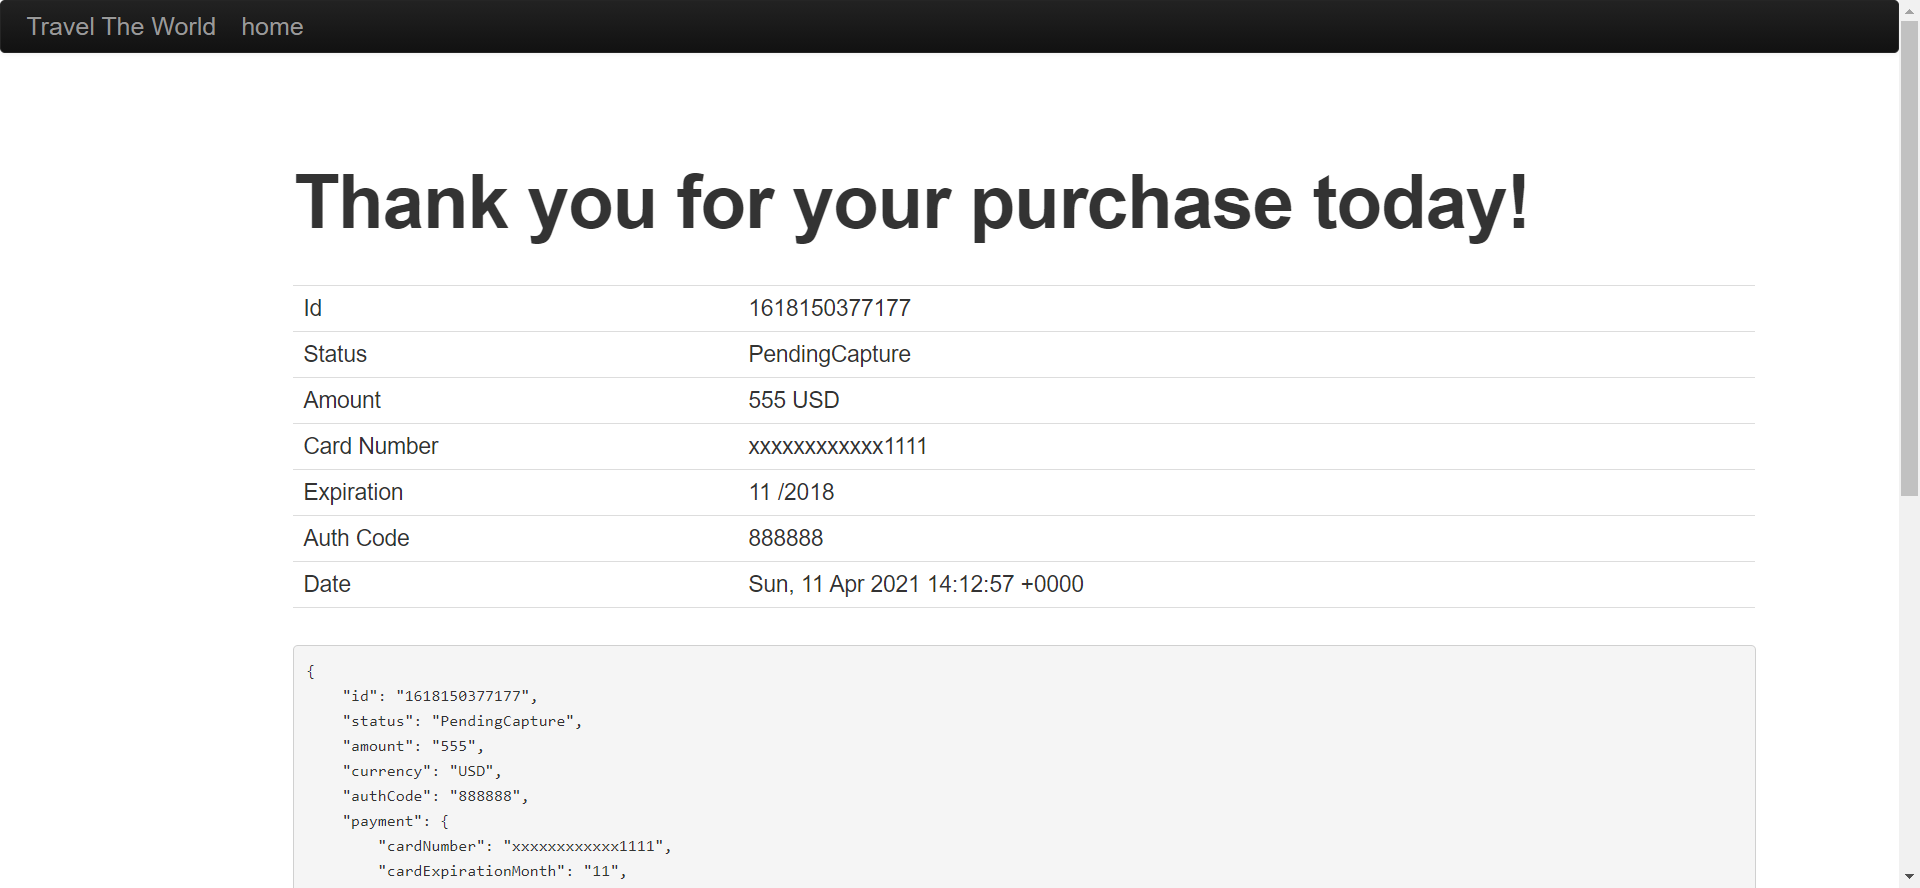 Travel The World home
Thank you for your purchase today!
Id 1618150377177
Status PendingCapture
Amount 555 USD
Card Number xxxxxxxxxxxx1111
Expiration 11 /2018
Auth Code 888888
Date Sun, 11 Apr 2021 14:12:57 +0000
{
"id": "1618150377177",
"status": "PendingCapture",
"amount": "555",
"currency": "USD",
"authCode": "888888",
"payment": {
"cardNumber": "xxxxxxxxxxxx1111",
"cardExpirationMonth": "11",